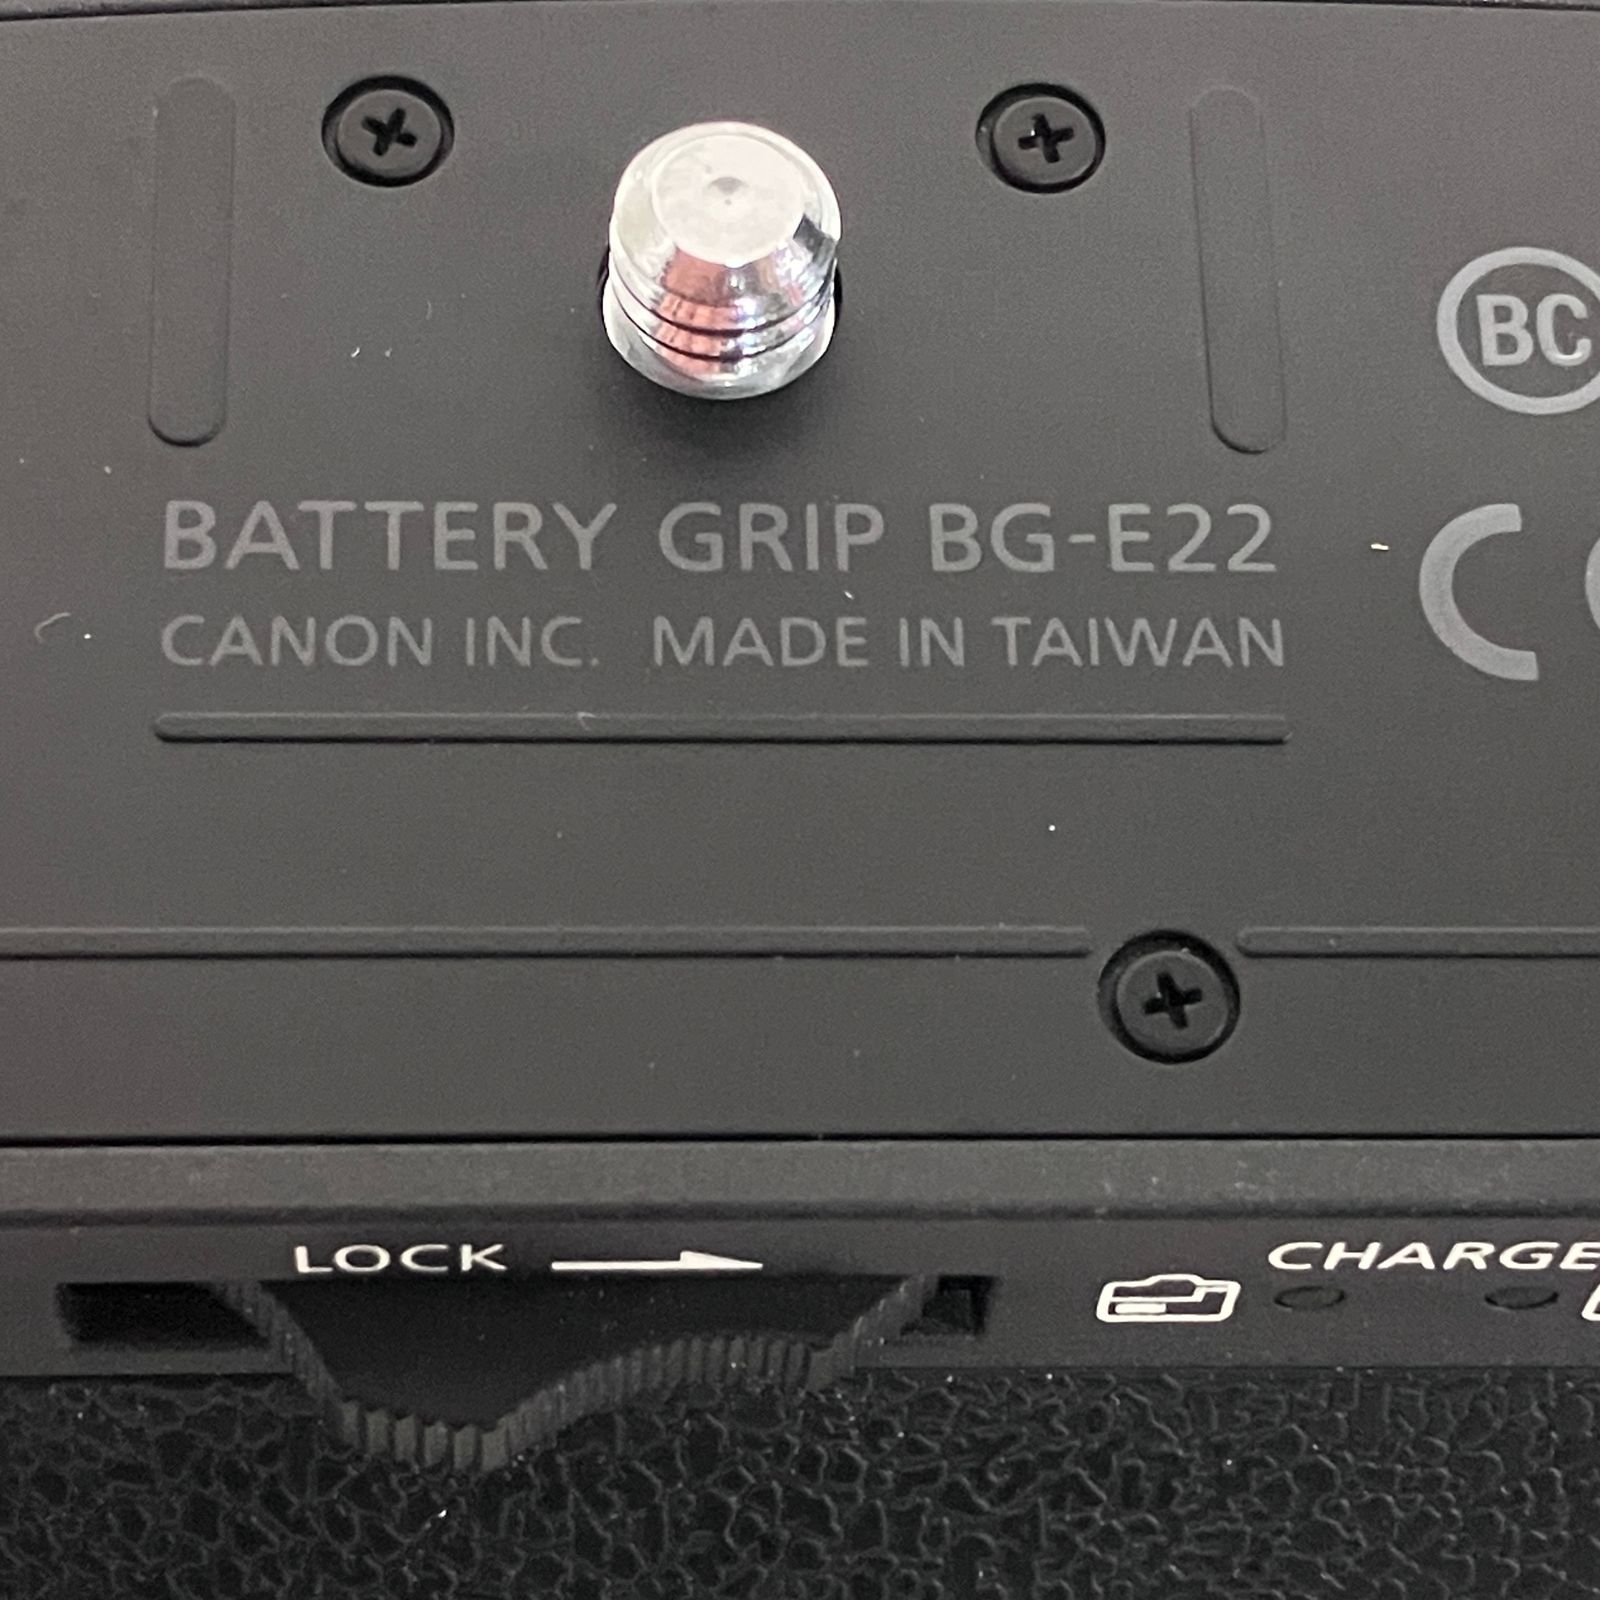 BC
BATTERY GRIP BG-E22
CANON INC. MADE IN TAIWAN
LOCK
CHARGE